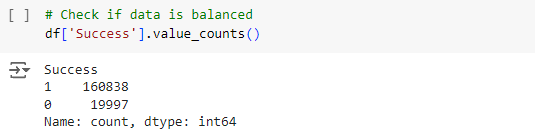 [ ] # Check if data is balanced
df['Success'].value_counts()
Success
1    160838
0     19997
Name: count, dtype: int64